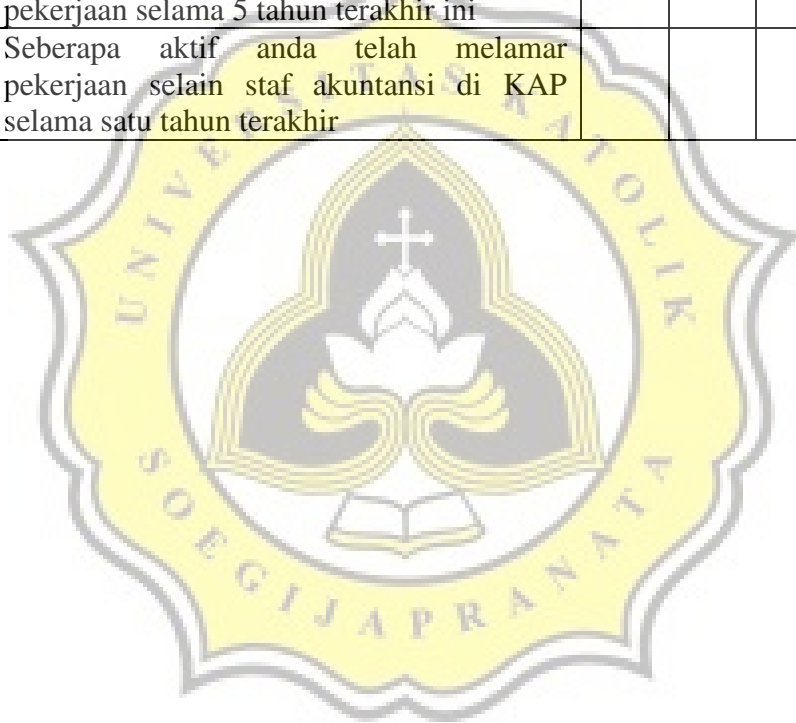 pekerjaan selama 5 tahun terakhir ini
Seberapa aktif anda telah melamar
pekerjaan selain staf akuntansi di KAP
selama satu tahun terakhir
UNIVERSITAS KATOLIK
SOEGIJAPRANATA